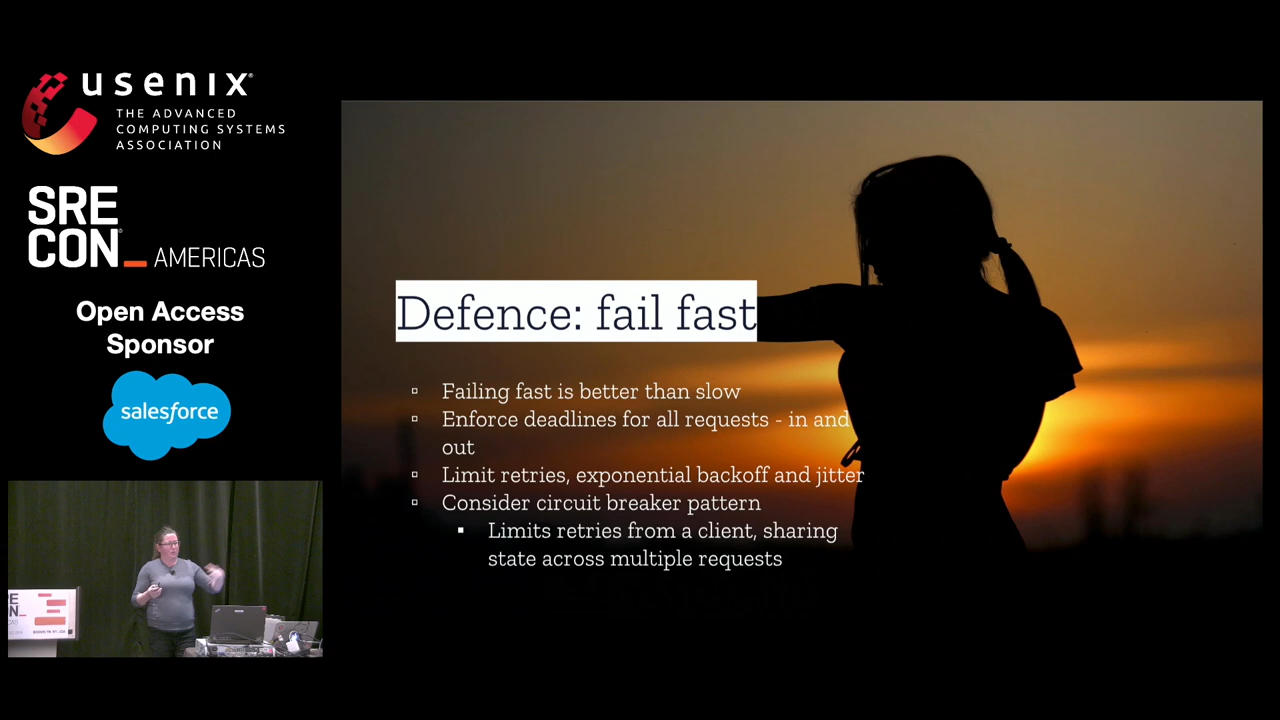 usenix
THE ADVANCED
COMPUTING SYSTEMS
ASSOCIATION
SRE
CON_ AMERICAS
Open Access
Sponsor
salesforce
Defence: fail fast
▫ Failing fast is better than slow
▫ Enforce deadlines for all requests - in and
out
▫ Limit retries, exponential backoff and jitter
▫ Consider circuit breaker pattern
▪ Limits retries from a client, sharing
state across multiple requests